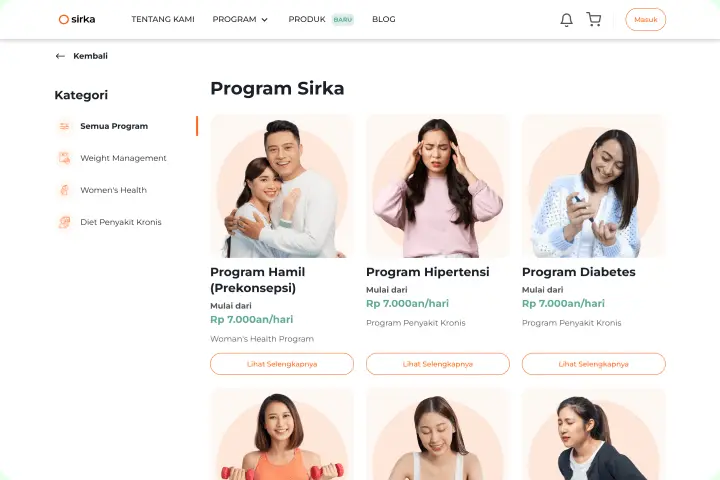 sirka
TENTANG KAMI
PROGRAM
PRODUK BARU
BLOG
Masuk
Kembali
Kategori
Semua Program
Weight Management
Women's Health
Diet Penyakit Kronis
Program Sirka
Program Hamil
(Prekonsepsi)
Mulai dari
Rp 7.000an/hari
Woman's Health Program
Lihat Selengkapnya
Program Hipertensi
Mulai dari
Rp 7.000an/hari
Program Penyakit Kronis
Lihat Selengkapnya
Program Diabetes
Mulai dari
Rp 7.000an/hari
Program Penyakit Kronis
Lihat Selengkapnya